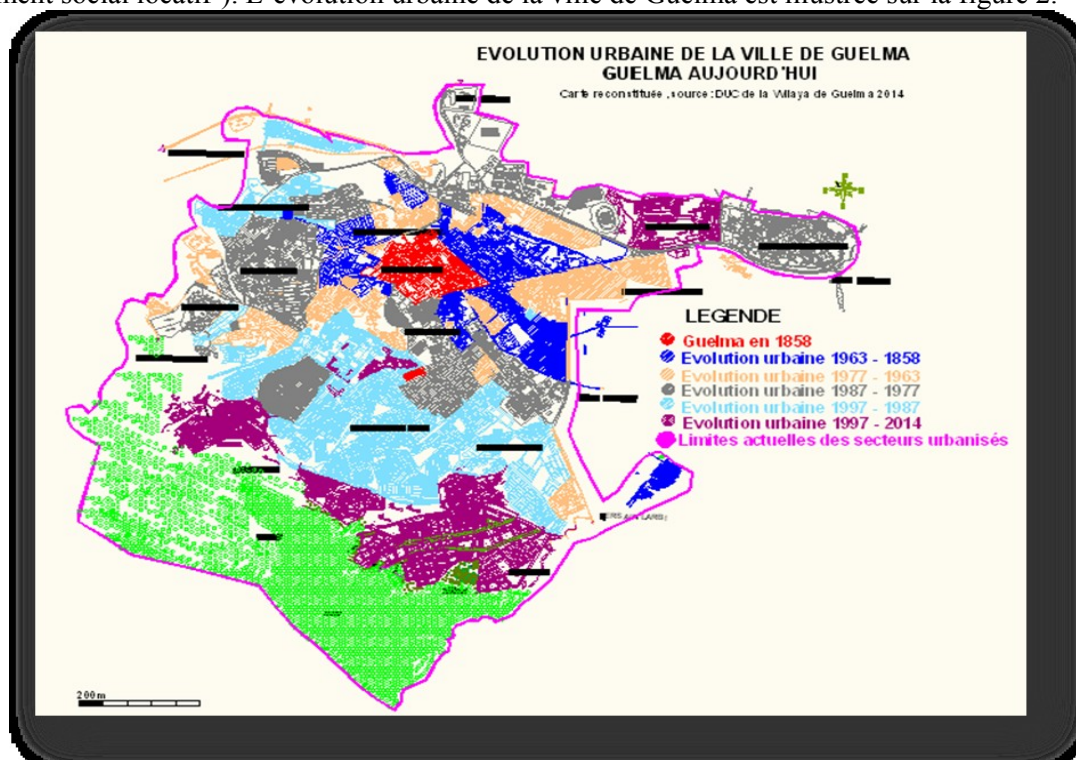 ment social locatif ). L'évolution urbaine de la ville de Guelma est illustrée sur la figure 2.
EVOLUTION URBAINE DE LA VILLE DE GUELMA
GUELMA AUJOURD'HUI
Carte reconstituée , source : DUC de la Wilaya de Guelma 2014
LEGENDE
Guelma en 1858
Evolution urbaine 1963 - 1858
Evolution urbaine 1977 - 1963
Evolution urbaine 1987 - 1977
Evolution urbaine 1997 - 1987
Evolution urbaine 1997 - 2014
Limites actuelles des secteurs urbanisés
200m